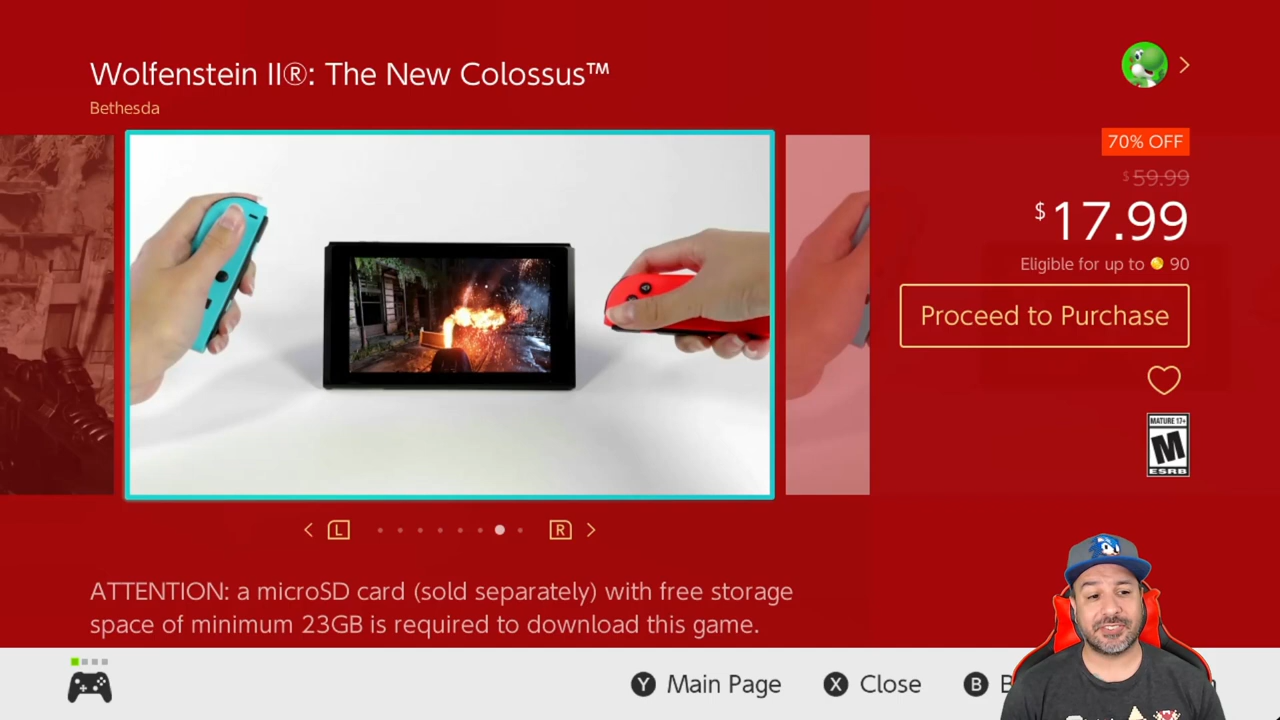 Wolfenstein II®: The New Colossus™
Bethesda
70% OFF
$59.99
$17.99
Eligible for up to 90
Proceed to Purchase
MATURE 17+
M
ESRB
L
R
ATTENTION: a microSD card (sold separately) with free storage
space of minimum 23GB is required to download this game.
Y Main Page
X Close
B